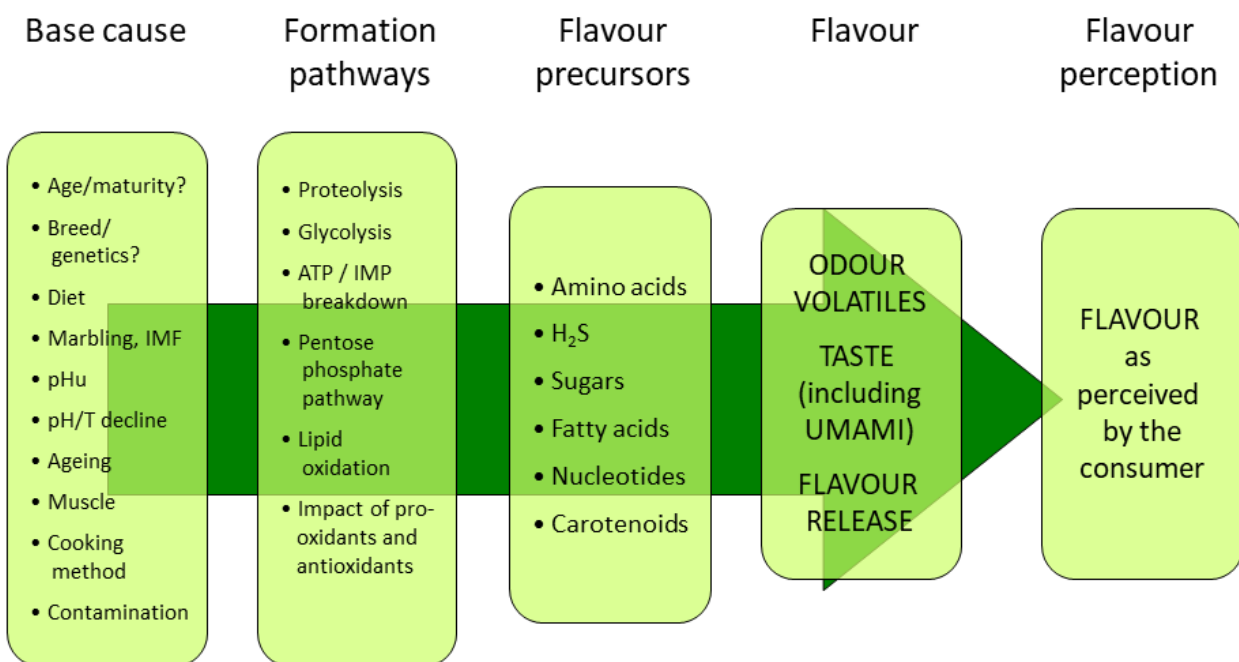 Base cause
Formation
pathways
Flavour
precursors
Flavour
Flavour
perception
• Age/maturity?
• Breed/
genetics?
• Diet
• Marbling, IMF
• pHu
• pH/T decline
• Ageing
• Muscle
• Cooking
method
• Contamination
• Proteolysis
• Glycolysis
• ATP / IMP
breakdown
• Pentose
phosphate
pathway
• Lipid
oxidation
• Impact of pro-
oxidants and
antioxidants
• Amino acids
• H₂S
• Sugars
• Fatty acids
• Nucleotides
• Carotenoids
ODOUR
VOLATILES
TASTE
(including
UMAMI)
FLAVOUR
RELEASE
FLAVOUR
as
perceived
by the
consumer